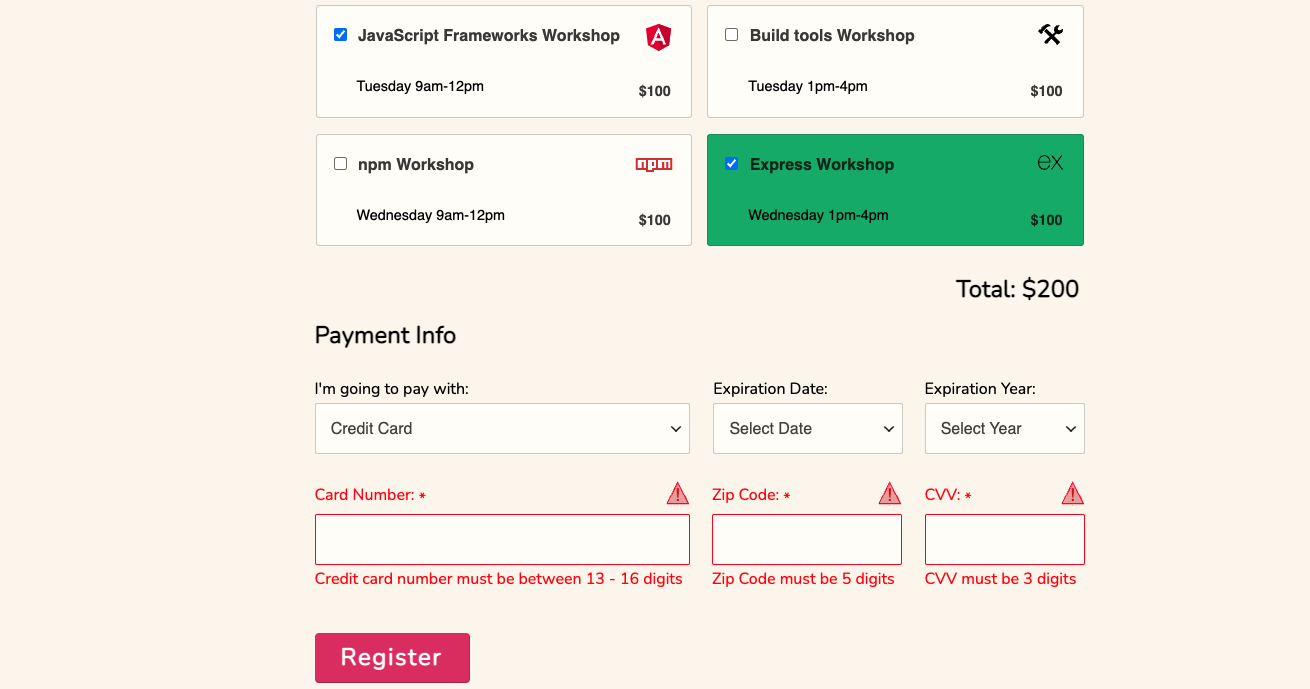 JavaScript Frameworks Workshop
Tuesday 9am-12pm
$100
Build tools Workshop
Tuesday 1pm-4pm
$100
npm Workshop
npm
Wednesday 9am-12pm
$100
Express Workshop
ex
Wednesday 1pm-4pm
$100
Total: $200
Payment Info
I'm going to pay with:
Credit Card
Expiration Date:
Select Date
Expiration Year:
Select Year
Card Number: *
Credit card number must be between 13 - 16 digits
Zip Code: *
Zip Code must be 5 digits
CVV: *
CVV must be 3 digits
Register